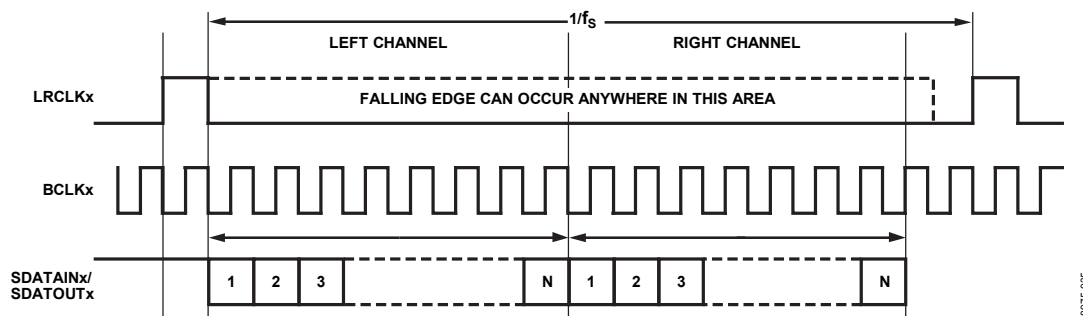 1/fS
LEFT CHANNEL RIGHT CHANNEL
LRCLKx
FALLING EDGE CAN OCCUR ANYWHERE IN THIS AREA
BCLKx
SDATAINx/
SDATOUTx
1 2 3 N 1 2 3 N